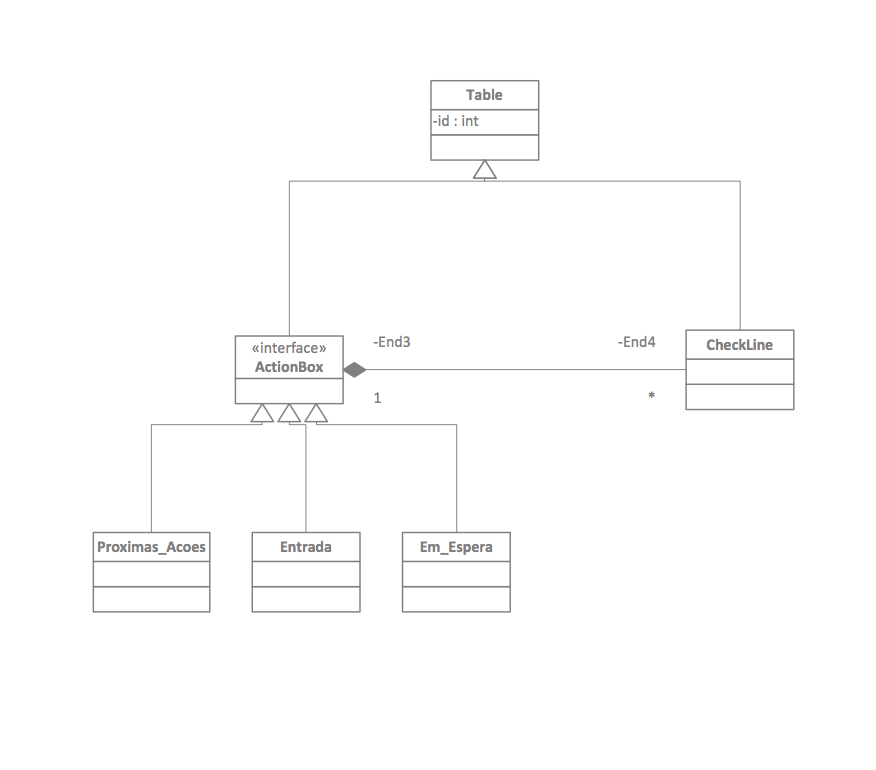 Table
-id : int
«interface»
ActionBox
-End3
-End4
1
*
CheckLine
Proximas_Acoes
Entrada
Em_Espera